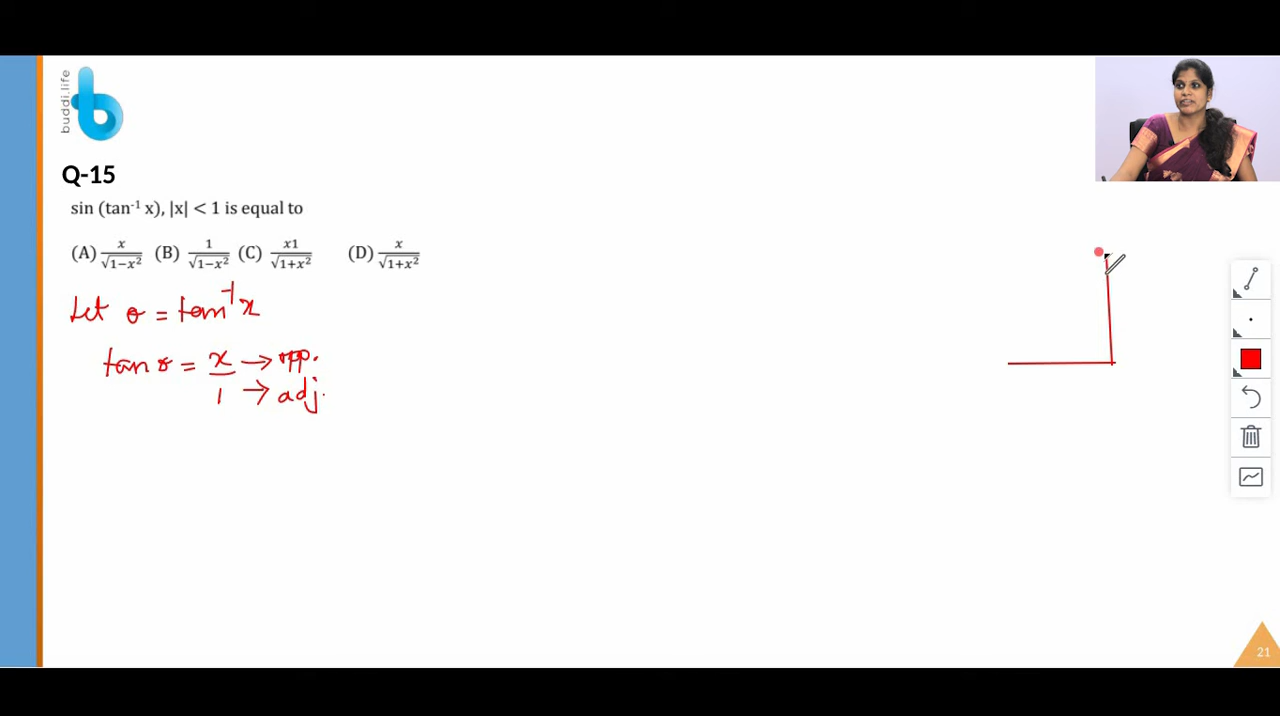 buddi.life
Q-15
sin (tan⁻¹ x), |x| < 1 is equal to
(A) x/√1−x² (B) 1/√1−x² (C) x1/√1+x² (D) x/√1+x²
Let θ = tan⁻¹ x
tan θ = x/1 → opp.
→ adj.
21